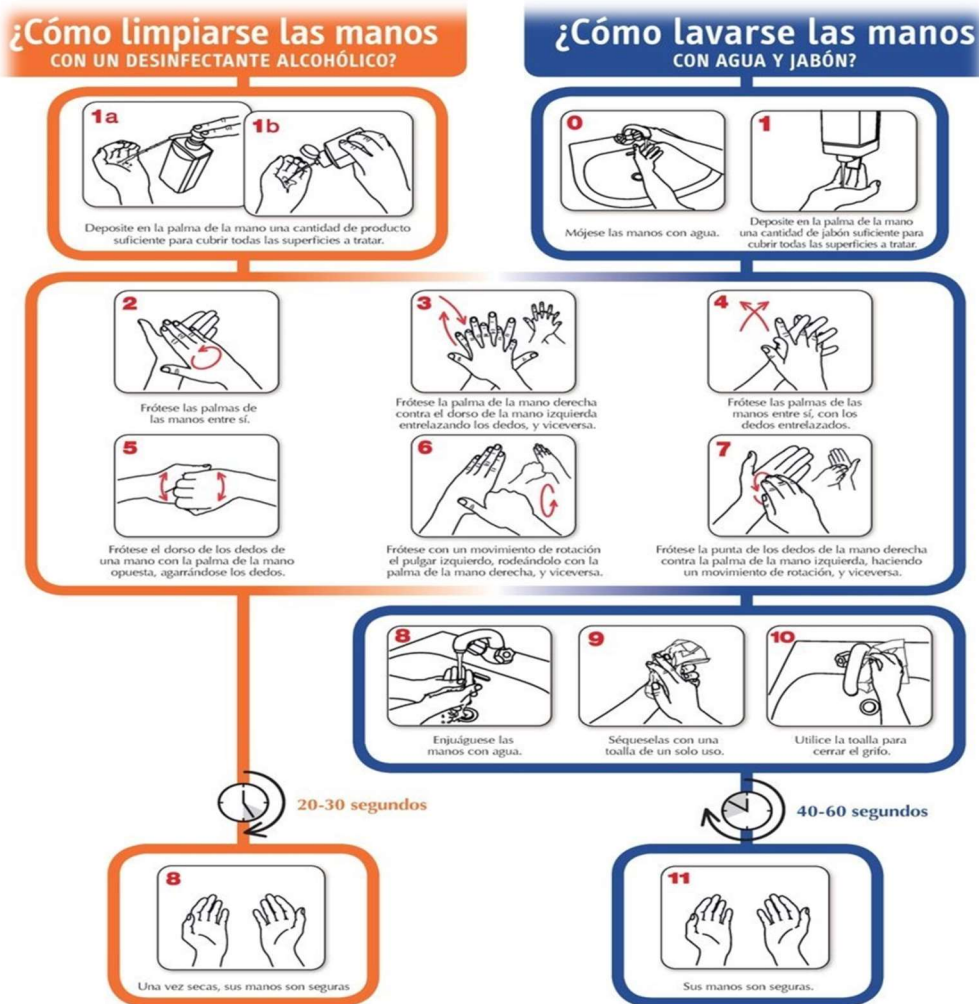 ¿Cómo limpiarse las manos
CON UN DESINFECTANTE ALCOHÓLICO?
¿Cómo lavarse las manos
CON AGUA Y JABÓN?
1a
1b
Deposite en la palma de la mano una cantidad de producto
suficiente para cubrir todas las superficies a tratar.
0
Mójese las manos con agua.
1
Deposite en la palma de la mano
una cantidad de jabón suficiente para
cubrir todas las superficies a tratar.
2
Frótese las palmas de
las manos entre sí.
3
Frótese la palma de la mano derecha
contra el dorso de la mano izquierda
entrelazando los dedos, y viceversa.
4
Frótese las palmas de las
manos entre sí, con los
dedos entrelazados.
5
Frótese el dorso de los dedos de
una mano con la palma de la mano
opuesta, agarrándose los dedos.
6
Frótese con un movimiento de rotación
el pulgar izquierdo, rodeándolo con la
palma de la mano derecha, y viceversa.
7
Frótese la punta de los dedos de la mano derecha
contra la palma de la mano izquierda, haciendo
un movimiento de rotación, y viceversa.
8
Enjuáguese las
manos con agua.
9
Séqueselas con una
toalla de un solo uso.
10
Utilice la toalla para
cerrar el grifo.
20-30 segundos
40-60 segundos
8
Una vez secas, sus manos son seguras
11
Sus manos son seguras.